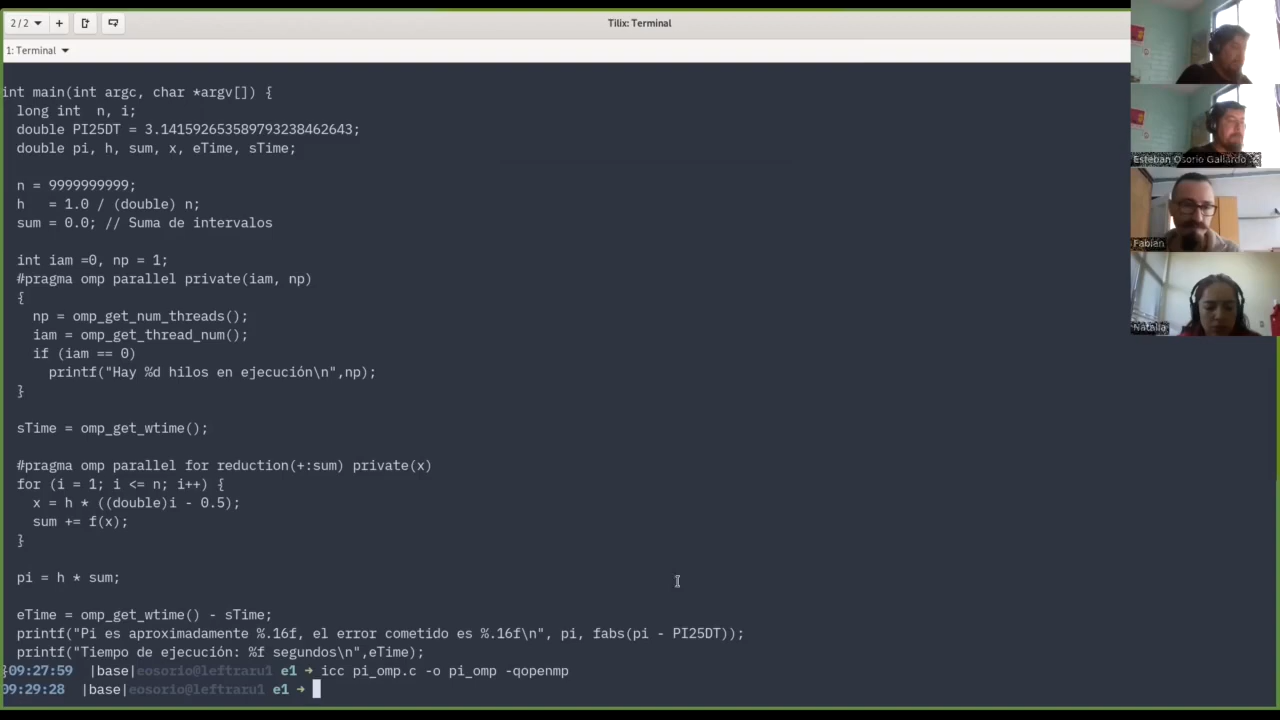 2 / 2
Tilix: Terminal
1: Terminal
int main(int argc, char *argv[]) {
long int  n, i;
double PI25DT = 3.141592653589793238462643;
double pi, h, sum, x, eTime, sTime;
n = 9999999999;
h   = 1.0 / (double) n;
sum = 0.0; // Suma de intervalos
int iam =0, np = 1;
#pragma omp parallel private(iam, np)
{
np = omp_get_num_threads();
iam = omp_get_thread_num();
if (iam == 0)
printf("Hay %d hilos en ejecución\n",np);
}
sTime = omp_get_wtime();
#pragma omp parallel for reduction(+:sum) private(x)
for (i = 1; i <= n; i++) {
x = h * ((double)i - 0.5);
sum += f(x);
}
pi = h * sum;
eTime = omp_get_wtime() - sTime;
printf("Pi es aproximadamente %.16f, el error cometido es %.16f\n", pi, fabs(pi - PI25DT));
printf("Tiempo de ejecución: %f segundos\n",eTime);
}09:27:59 |base|eosorio@leftraru1 e1 → icc pi_omp.c -o pi_omp -qopenmp
09:29:28 |base|eosorio@leftraru1 e1 →
Esteban Osorio Gallardo
Fabián
Natalia